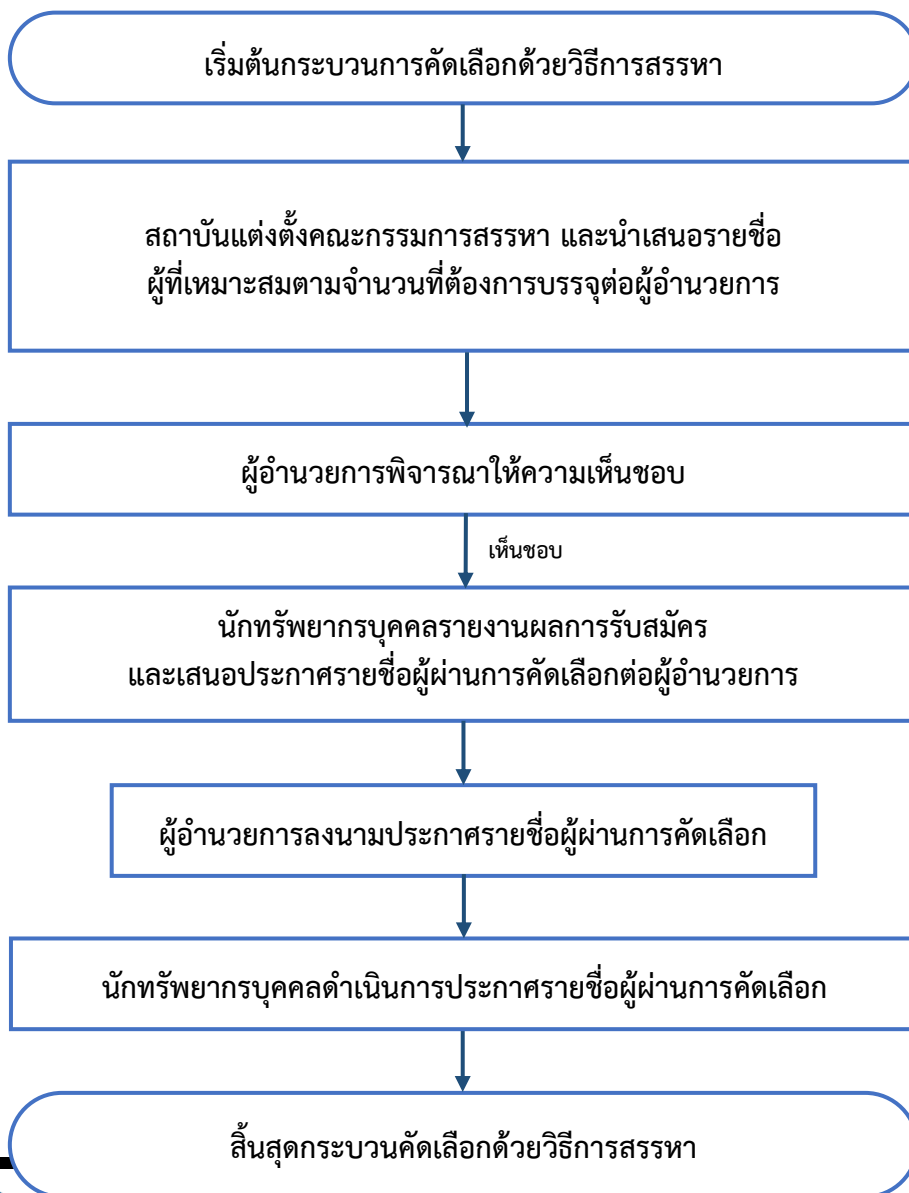 เริ่มต้นกระบวนการคัดเลือกด้วยวิธีการสรรหา
สถาบันแต่งตั้งคณะกรรมการสรรหา และนำเสนอรายชื่อ
ผู้ที่เหมาะสมตามจำนวนที่ต้องการบรรจุต่อผู้อำนวยการ
ผู้อำนวยการพิจารณาให้ความเห็นชอบ
เห็นชอบ
นักทรัพยากรบุคคลรายงานผลการรับสมัคร
และเสนอประกาศรายชื่อผู้ผ่านการคัดเลือกต่อผู้อำนวยการ
ผู้อำนวยการลงนามประกาศรายชื่อผู้ผ่านการคัดเลือก
นักทรัพยากรบุคคลดำเนินการประกาศรายชื่อผู้ผ่านการคัดเลือก
สิ้นสุดกระบวนคัดเลือกด้วยวิธีการสรรหา